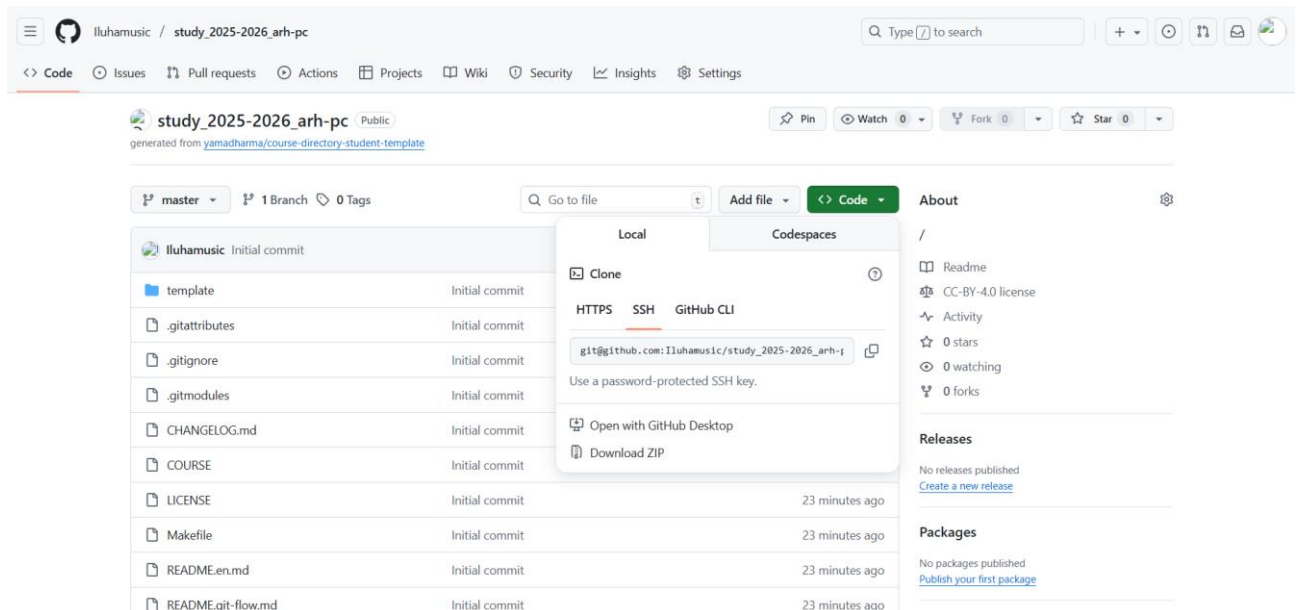 Iluhamusic / study_2025-2026_arh-pc
Type / to search
Code Issues Pull requests Actions Projects Wiki Security Insights Settings
study_2025-2026_arh-pc Public
Pin Watch 0 Fork 0 Star 0
generated from yamadharma/course-directory-student-template
master 1 Branch 0 Tags
Go to file t
Add file
Code
About
Iluhamusic Initial commit
Local Codespaces
/
Clone
Readme
template Initial commit
CC-BY-4.0 license
HTTPS SSH GitHub CLI
Activity
.gitattributes Initial commit
0 stars
git@github.com:Iluhamusic/study_2025-2026_arh-p
.gitignore Initial commit
0 watching
Use a password-protected SSH key.
0 forks
.gitmodules Initial commit
Open with GitHub Desktop
CHANGELOG.md Initial commit
Releases
Download ZIP
COURSE Initial commit
No releases published
Create a new release
LICENSE Initial commit 23 minutes ago
Makefile Initial commit 23 minutes ago
Packages
No packages published
README.en.md Initial commit 23 minutes ago
Publish your first package
README.git-flow.md Initial commit 23 minutes ago